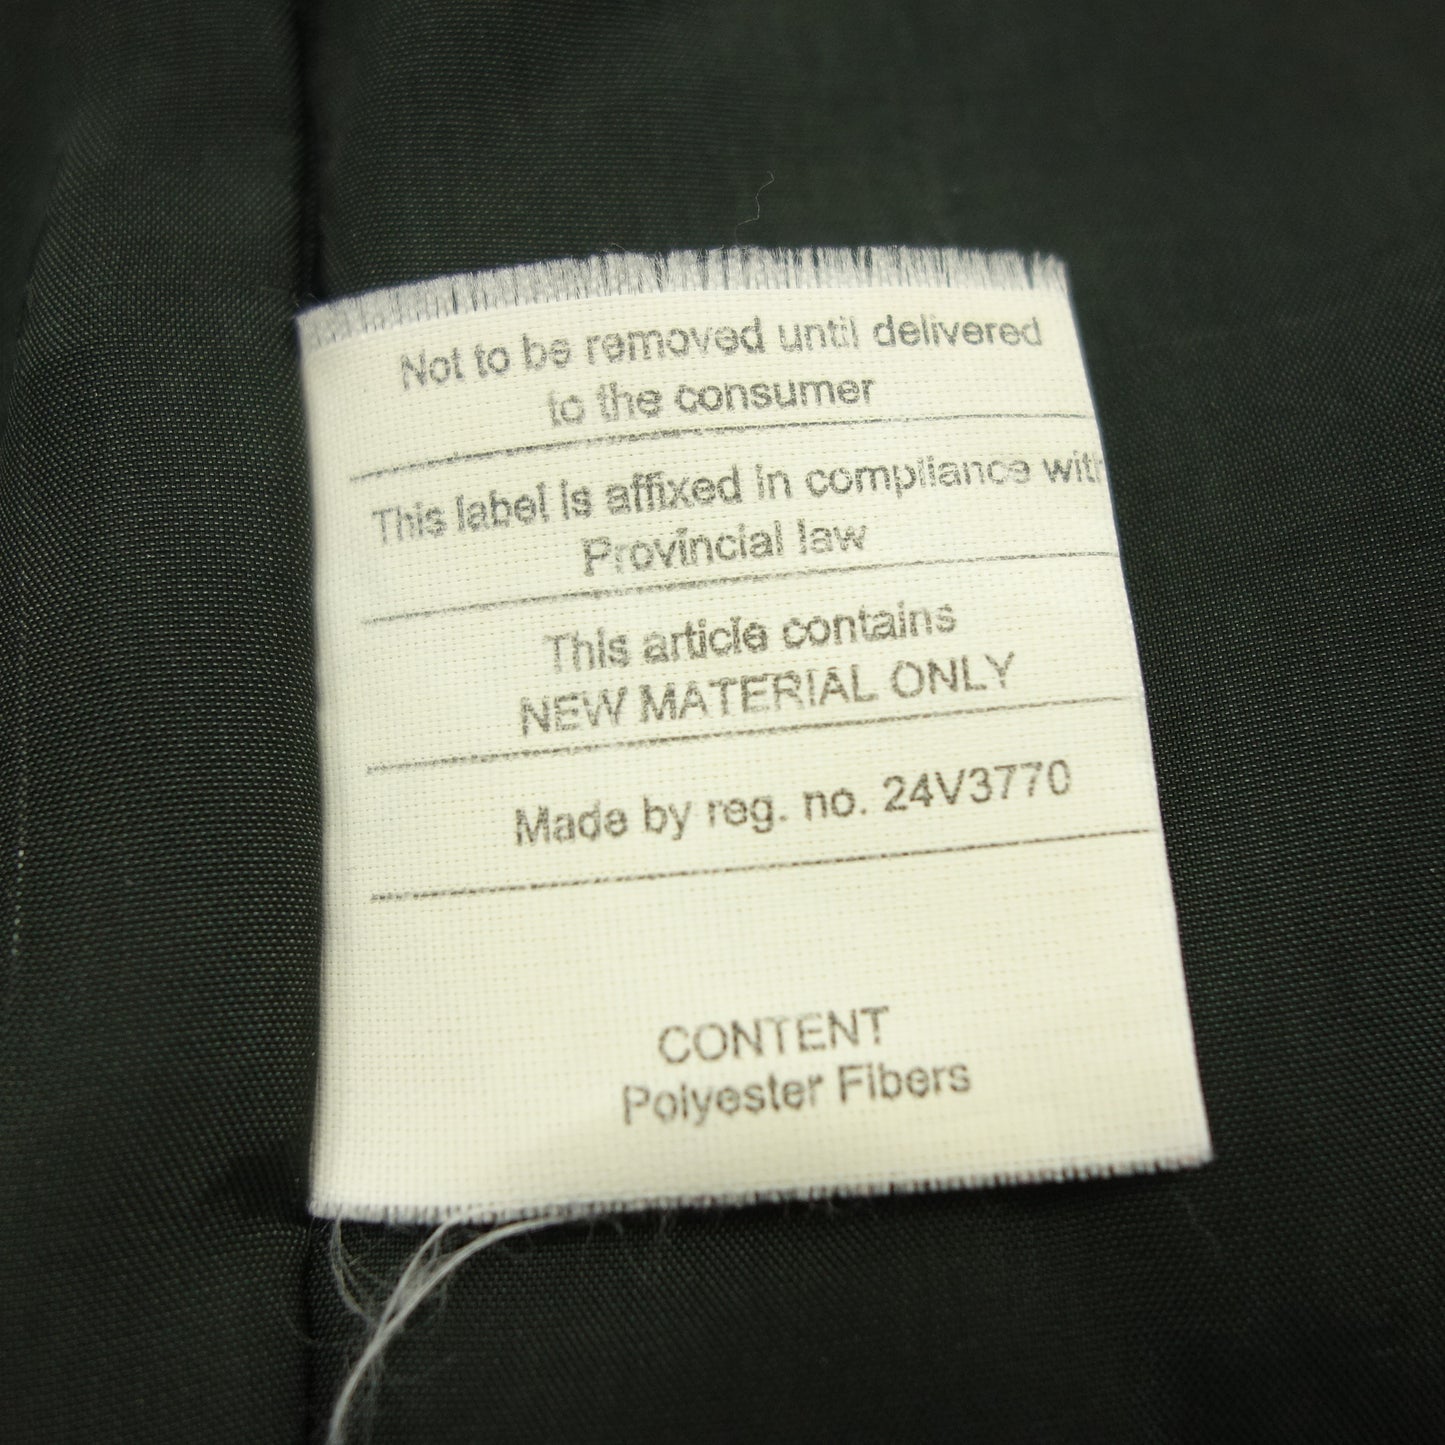 Not to be removed until delivered
to the consumer
This label is affixed in compliance with
Provincial law
This article contains
NEW MATERIAL ONLY
Made by reg. no. 24V3770
CONTENT
Polyester Fibers